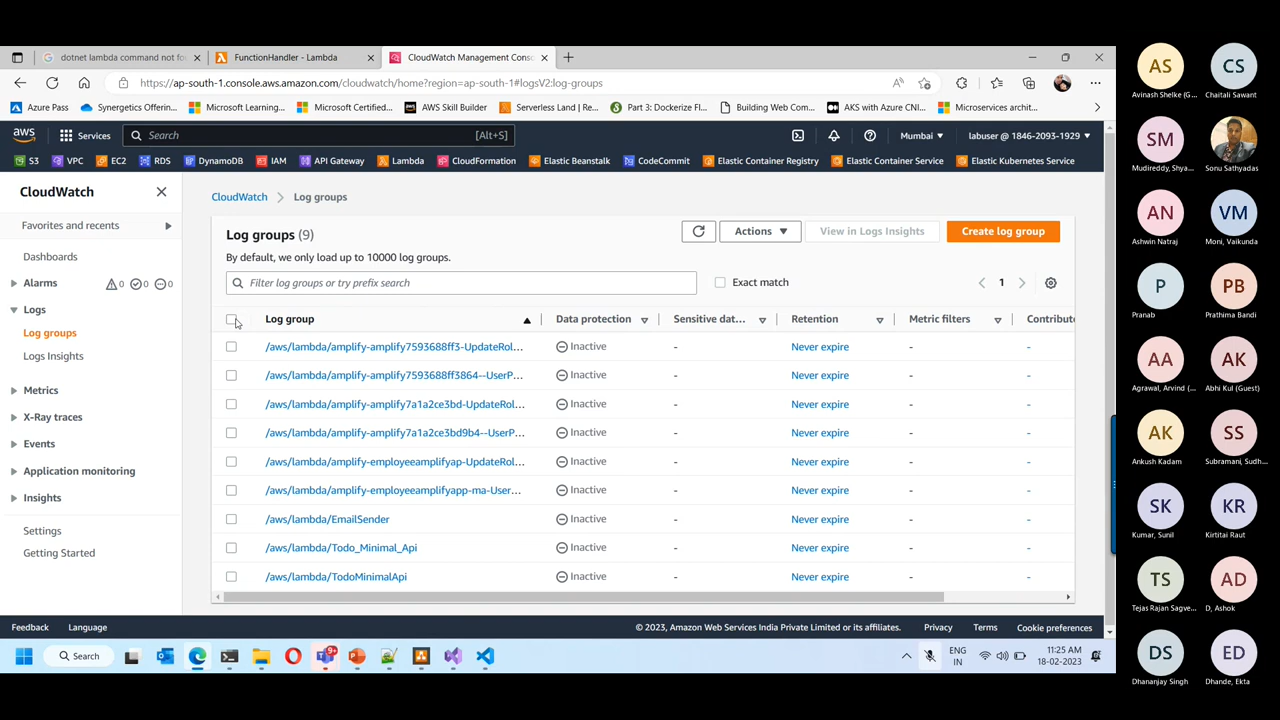 dotnet lambda command not fo
FunctionHandler - Lambda
CloudWatch Management Conso
https://ap-south-1.console.aws.amazon.com/cloudwatch/home?region=ap-south-1#logsV2:log-groups
Azure Pass
Synergetics Offering...
Microsoft Learning...
Microsoft Certified...
AWS Skill Builder
Serverless Land | Re...
Part 3: Dockerize Fl...
Building Web Com...
AKS with Azure CNI...
Microservices archit...
aws
Services
Search
[Alt+S]
Mumbai
labuser @ 1846-2093-1929
S3
VPC
EC2
RDS
DynamoDB
IAM
API Gateway
Lambda
CloudFormation
Elastic Beanstalk
CodeCommit
Elastic Container Registry
Elastic Container Service
Elastic Kubernetes Service
CloudWatch
Favorites and recents
Dashboards
Alarms
0
0
0
Logs
Log groups
Logs Insights
Metrics
X-Ray traces
Events
Application monitoring
Insights
Settings
Getting Started
CloudWatch
Log groups
Log groups (9)
Actions
View in Logs Insights
Create log group
By default, we only load up to 10000 log groups.
Filter log groups or try prefix search
Exact match
1
Log group
Data protection
Sensitive dat...
Retention
Metric filters
Contribute
/aws/lambda/amplify-amplify7593688ff3-UpdateRol... Inactive - Never expire - -
/aws/lambda/amplify-amplify7593688ff3864--UserP... Inactive - Never expire - -
/aws/lambda/amplify-amplify7a1a2ce3bd-UpdateRol... Inactive - Never expire - -
/aws/lambda/amplify-amplify7a1a2ce3bd9b4--UserP... Inactive - Never expire - -
/aws/lambda/amplify-employeeamplifyap-UpdateRol... Inactive - Never expire - -
/aws/lambda/amplify-employeeamplifyapp-ma-User... Inactive - Never expire - -
/aws/lambda/EmailSender Inactive - Never expire - -
/aws/lambda/Todo_Minimal_Api Inactive - Never expire - -
/aws/lambda/TodoMinimalApi Inactive - Never expire - -
Feedback
Language
© 2023, Amazon Web Services India Private Limited or its affiliates.
Privacy
Terms
Cookie preferences
Search
9+
ENG
IN
11:25 AM
18-02-2023
AS
Avinash Shelke (G...
CS
Chaitali Sawant
SM
Mudireddy, Shya...
Sonu Sathyadas
AN
Ashwin Natraj
VM
Moni, Vaikunda
P
Pranab
PB
Prathima Bandi
AA
Agrawal, Arvind (...
AK
Abhi Kul (Guest)
AK
Ankush Kadam
SS
Subramani, Sudh...
SK
Kumar, Sunil
KR
Kirtitai Raut
TS
Tejas Rajan Sagve...
AD
D, Ashok
DS
Dhananjay Singh
ED
Dhande, Ekta